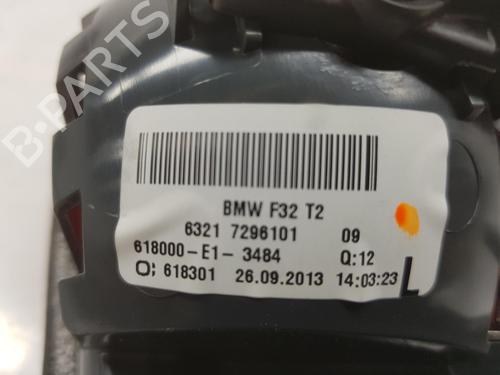 B-PARTS
BMW F32 T2
6321 7296101 09
618000-E1- 3484 Q:12
O: 618301 26.09.2013 14:03:23
L